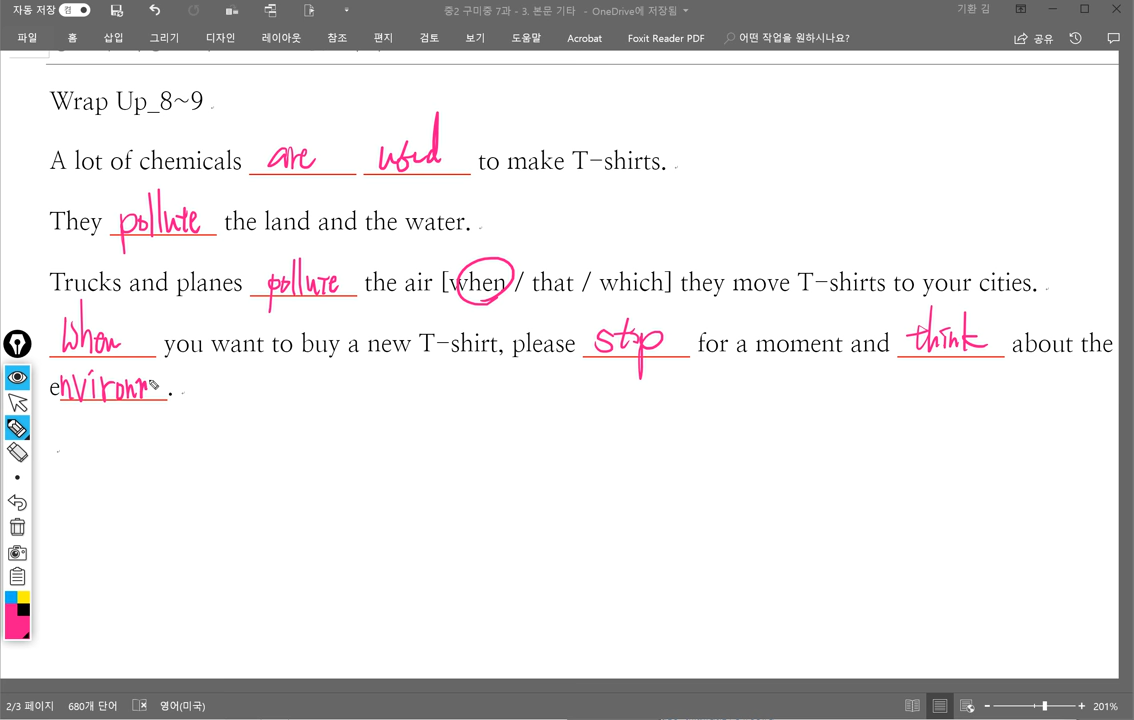 자동 저장 켬 중2 구미중 7과 - 3. 본문 기타 - OneDrive에 저장됨 기환 김
파일 홈 삽입 그리기 디자인 레이아웃 참조 편지 검토 보기 도움말 Acrobat Foxit Reader PDF 어떤 작업을 원하시나요? 공유
Wrap Up_8~9
A lot of chemicals are used to make T-shirts.
They pollute the land and the water.
Trucks and planes pollute the air [when / that / which] they move T-shirts to your cities.
When you want to buy a new T-shirt, please stop for a moment and think about the
environm.
2/3 페이지 680개 단어 영어(미국) 201%